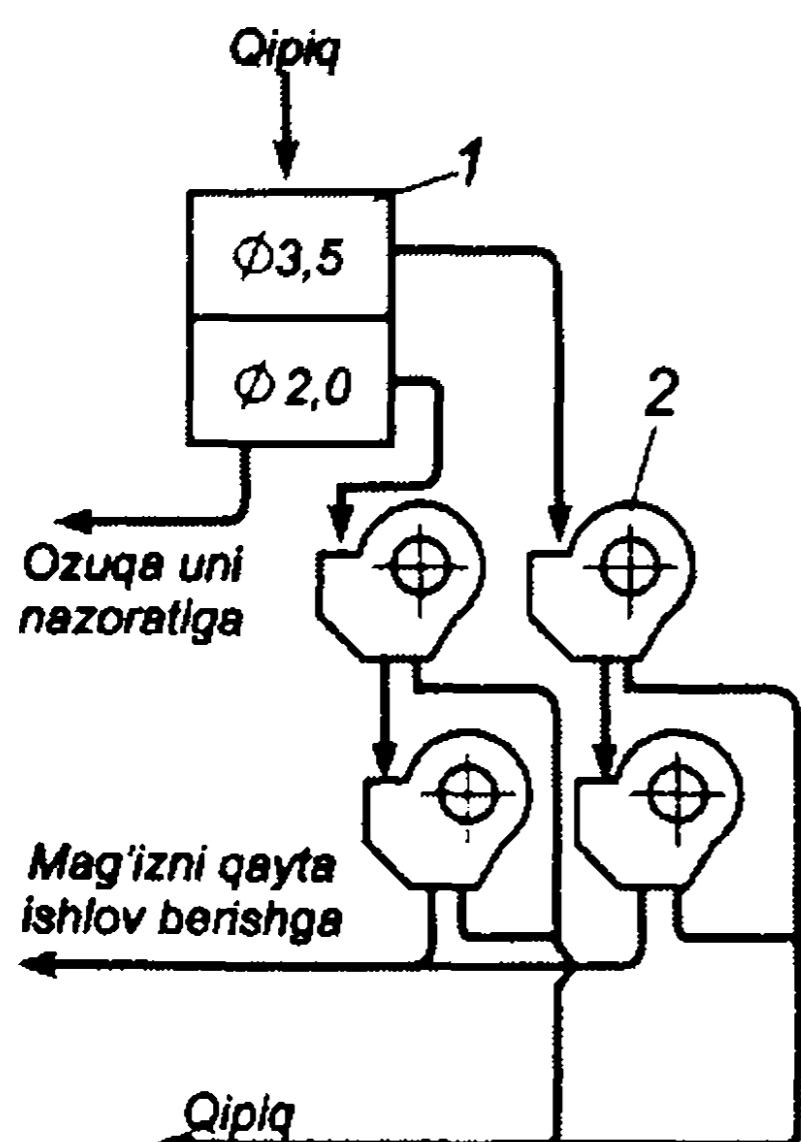 Qipiq
1
Ø3,5
Ø 2,0
2
Ozuqa uni
nazoratiga
Mag'izni qayta
ishlov berishga
Qipiq